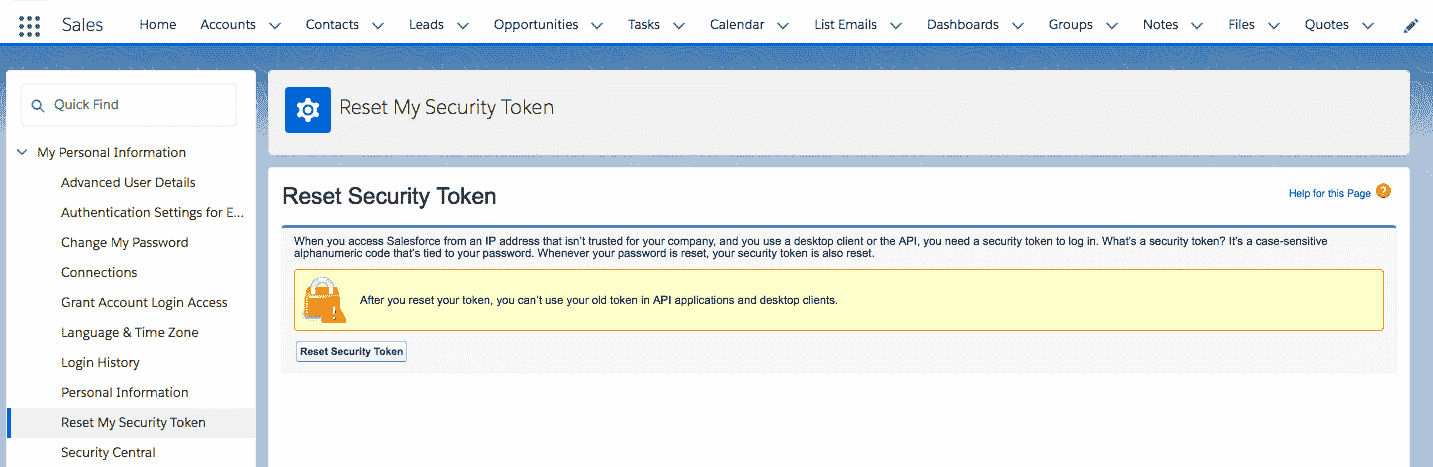 Sales Home Accounts Contacts Leads Opportunities Tasks Calendar List Emails Dashboards Groups Notes Files Quotes
Quick Find
My Personal Information
Advanced User Details
Authentication Settings for E...
Change My Password
Connections
Grant Account Login Access
Language & Time Zone
Login History
Personal Information
Reset My Security Token
Security Central
Reset My Security Token
Reset Security Token
Help for this Page ?
When you access Salesforce from an IP address that isn't trusted for your company, and you use a desktop client or the API, you need a security token to log in. What's a security token? It's a case-sensitive
alphanumeric code that's tied to your password. Whenever your password is reset, your security token is also reset.
After you reset your token, you can't use your old token in API applications and desktop clients.
Reset Security Token